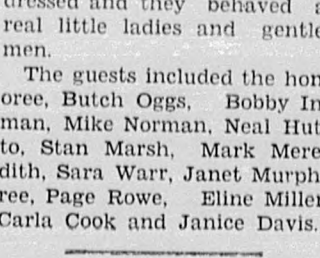 dressed and they behaved a
real little ladies and gentle
men.
The guests included the hon
oree, Butch Oggs, Bobby In
man, Mike Norman, Neal Hut
to, Stan Marsh, Mark Mere
dith, Sara Warr, Janet Murph
ree, Page Rowe, Eline Miller
Carla Cook and Janice Davis.